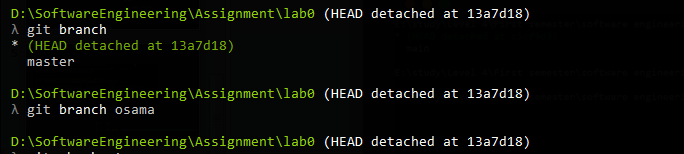 D:\SoftwareEngineering\Assignment\lab0 (HEAD detached at 13a7d18)
λ git branch
* (HEAD detached at 13a7d18)
master
D:\SoftwareEngineering\Assignment\lab0 (HEAD detached at 13a7d18)
λ git branch osama
D:\SoftwareEngineering\Assignment\lab0 (HEAD detached at 13a7d18)